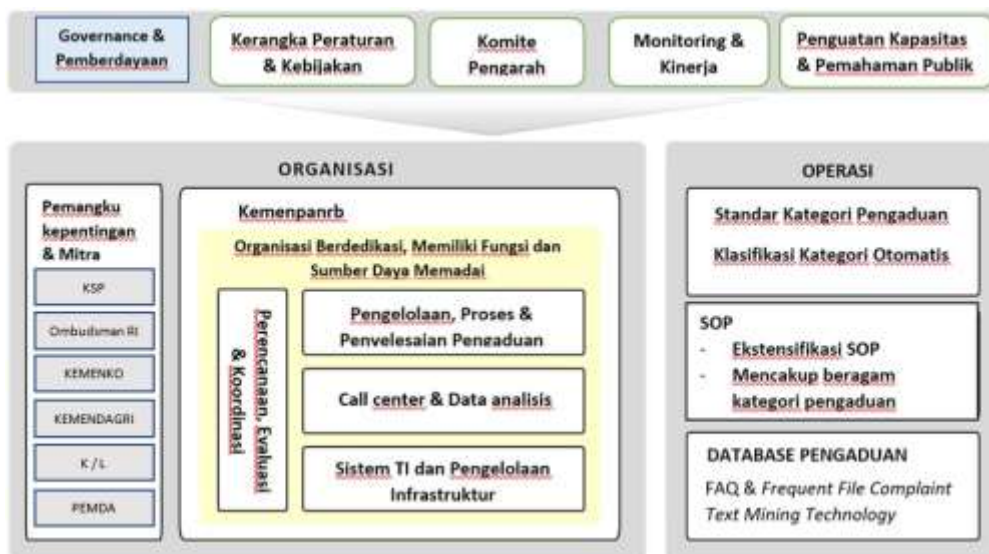 Governance &
Pemberdayaan
Kerangka Peraturan
& Kebijakan
Komite
Pengarah
Monitoring &
Kinerja
Penguatan Kapasitas
& Pemahaman Publik
ORGANISASI
Pemangku
kepentingan
& Mitra
KSP
Ombudsman RI
KEMENKO
KEMENDAGRI
K / L
PEMDA
Kemenpanrb
Organisasi Berdedikasi, Memiliki Fungsi dan
Sumber Daya Memadai
Perencanaan, Evaluasi
& Koordinasi
Pengelolaan, Proses &
Penyelesaian Pengaduan
Call center & Data analisis
Sistem TI dan Pengelolaan
Infrastruktur
OPERASI
Standar Kategori Pengaduan
Klasifikasi Kategori Otomatis
SOP
- Ekstensifikasi SOP
- Mencakup beragam
kategori pengaduan
DATABASE PENGADUAN
FAQ & Frequent File Complaint
Text Mining Technology